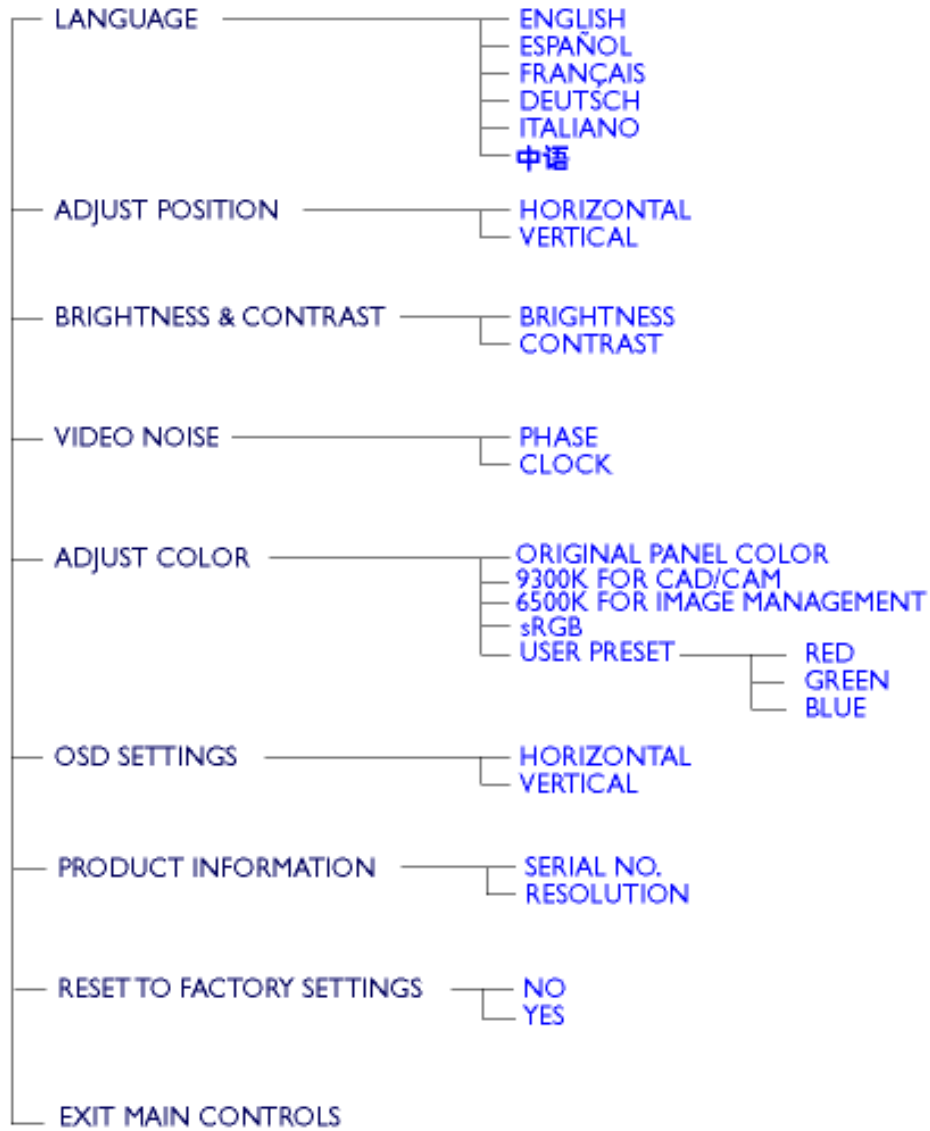 LANGUAGE ENGLISH
ESPAÑOL
FRANÇAIS
DEUTSCH
ITALIANO
中语
ADJUST POSITION HORIZONTAL
VERTICAL
BRIGHTNESS & CONTRAST BRIGHTNESS
CONTRAST
VIDEO NOISE PHASE
CLOCK
ADJUST COLOR ORIGINAL PANEL COLOR
9300K FOR CAD/CAM
6500K FOR IMAGE MANAGEMENT
sRGB
USER PRESET RED
GREEN
BLUE
OSD SETTINGS HORIZONTAL
VERTICAL
PRODUCT INFORMATION SERIAL NO.
RESOLUTION
RESET TO FACTORY SETTINGS NO
YES
EXIT MAIN CONTROLS